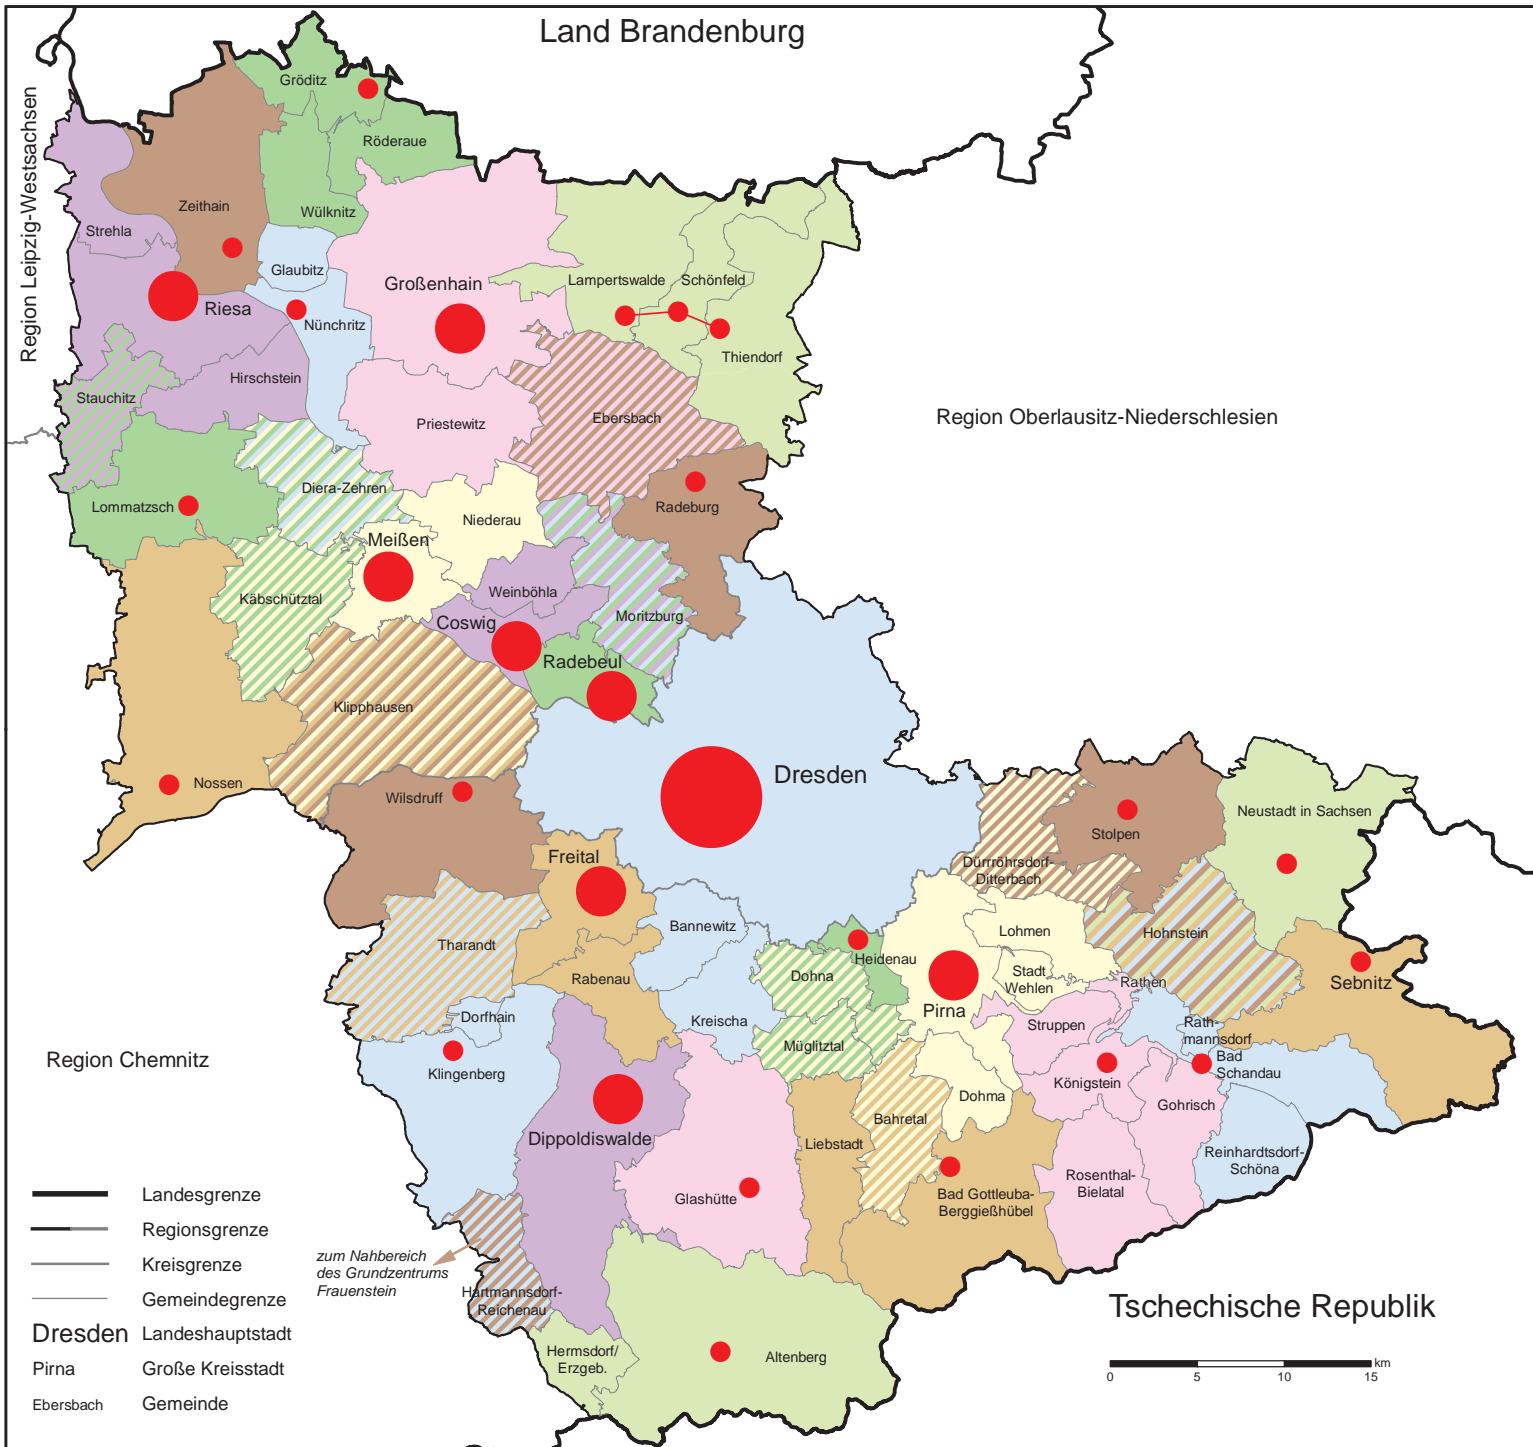 Land Brandenburg
Region Leipzig-Westsachsen
Gröditz
Röderaue
Zeithain
Wülknitz
Strehla
Glaubitz
Großenhain
Lampertswalde
Schönfeld
Riesa
Nünchritz
Thiendorf
Hirschstein
Stauchitz
Priestewitz
Ebersbach
Region Oberlausitz-Niederschlesien
Diera-Zehren
Lommatzsch
Niederau
Radeburg
Meißen
Weinböhla
Käbschütztal
Moritzburg
Coswig
Radebeul
Klipphausen
Dresden
Nossen
Wilsdruff
Neustadt in Sachsen
Stolpen
Freital
Dürrröhrsdorf-
Ditterbach
Bannewitz
Lohmen
Hohnstein
Tharandt
Heidenau
Dohna
Rabenau
Stadt
Wehlen
Rathen
Sebnitz
Pirna
Dorfhain
Kreischa
Struppen
Rath-
mannsdorf
Müglitztal
Bad
Schandau
Region Chemnitz
Klingenberg
Königstein
Dohma
Gohrisch
Bahretal
Dippoldiswalde
Liebstadt
Reinhardtsdorf-
Schöna
Rosenthal-
Bielatal
Glashütte
Bad Gottleuba-
Berggießhübel
zum Nahbereich
des Grundzentrums
Frauenstein
Hartmannsdorf-
Reichenau
Hermsdorf/
Erzgeb.
Altenberg
Tschechische Republik
Landesgrenze
Regionsgrenze
Kreisgrenze
Gemeindegrenze
Dresden Landeshauptstadt
Pirna Große Kreisstadt
Ebersbach Gemeinde
km
0 5 10 15